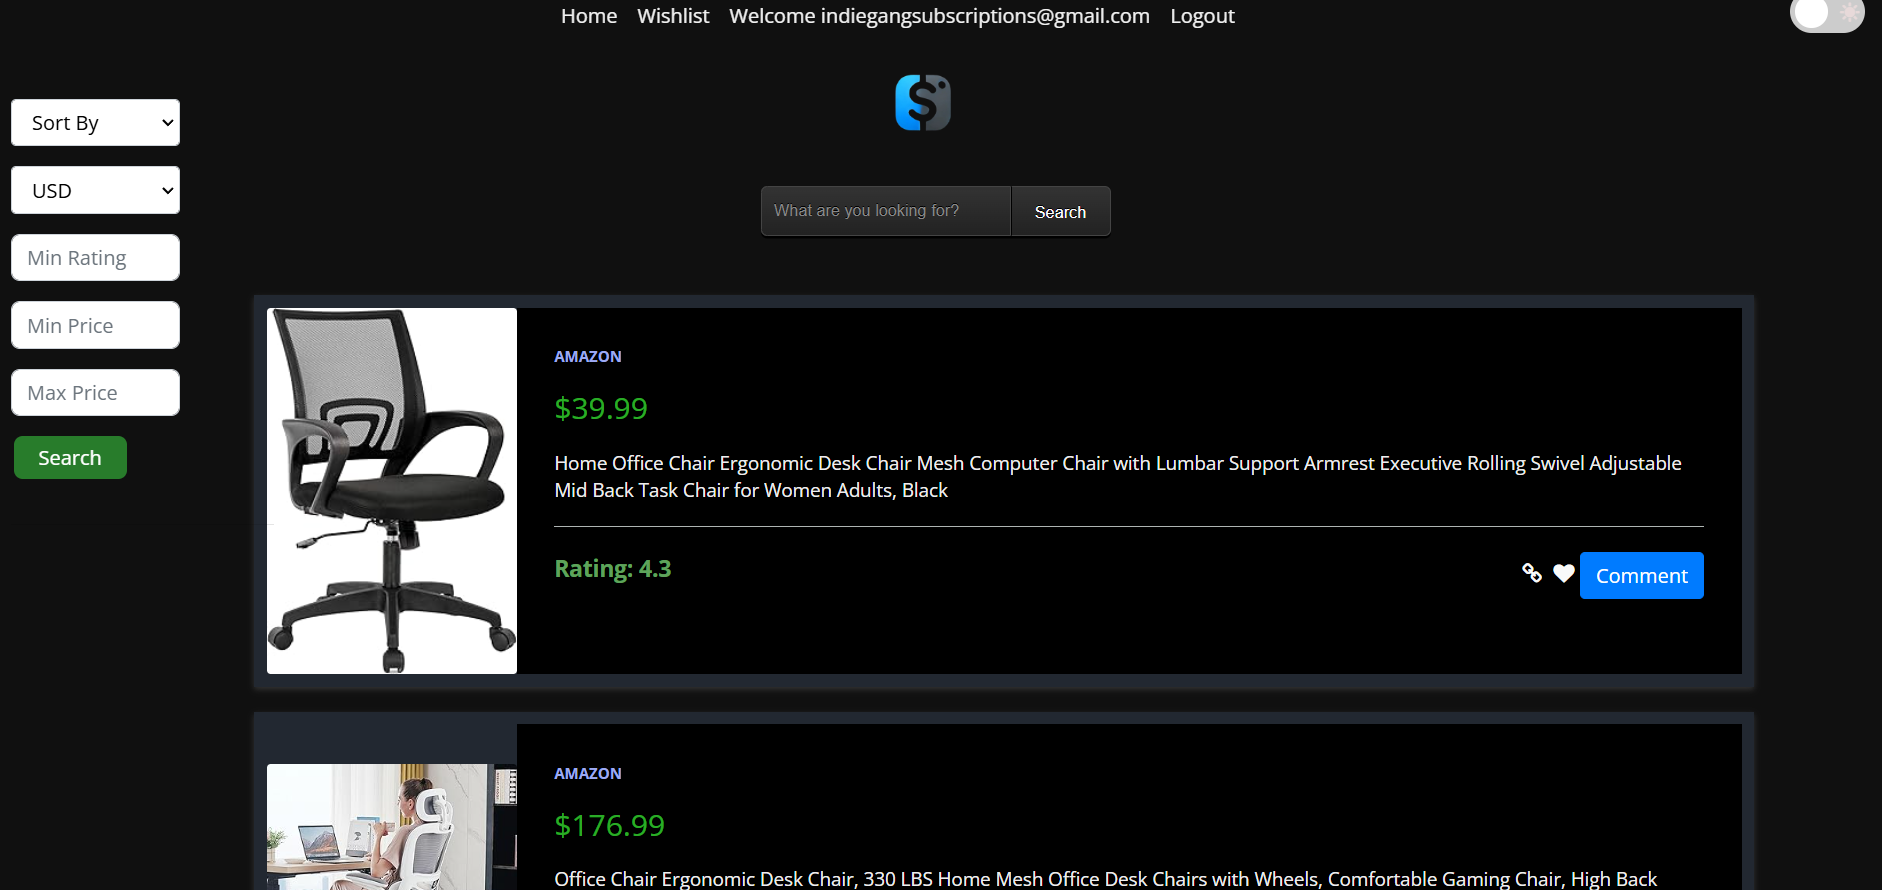 Home Wishlist Welcome indiegangsubscriptions@gmail.com Logout
Sort By
USD
Min Rating
Min Price
Max Price
Search
What are you looking for? Search
AMAZON
$39.99
Home Office Chair Ergonomic Desk Chair Mesh Computer Chair with Lumbar Support Armrest Executive Rolling Swivel Adjustable
Mid Back Task Chair for Women Adults, Black
Rating: 4.3
Comment
AMAZON
$176.99
Office Chair Ergonomic Desk Chair, 330 LBS Home Mesh Office Desk Chairs with Wheels, Comfortable Gaming Chair, High Back